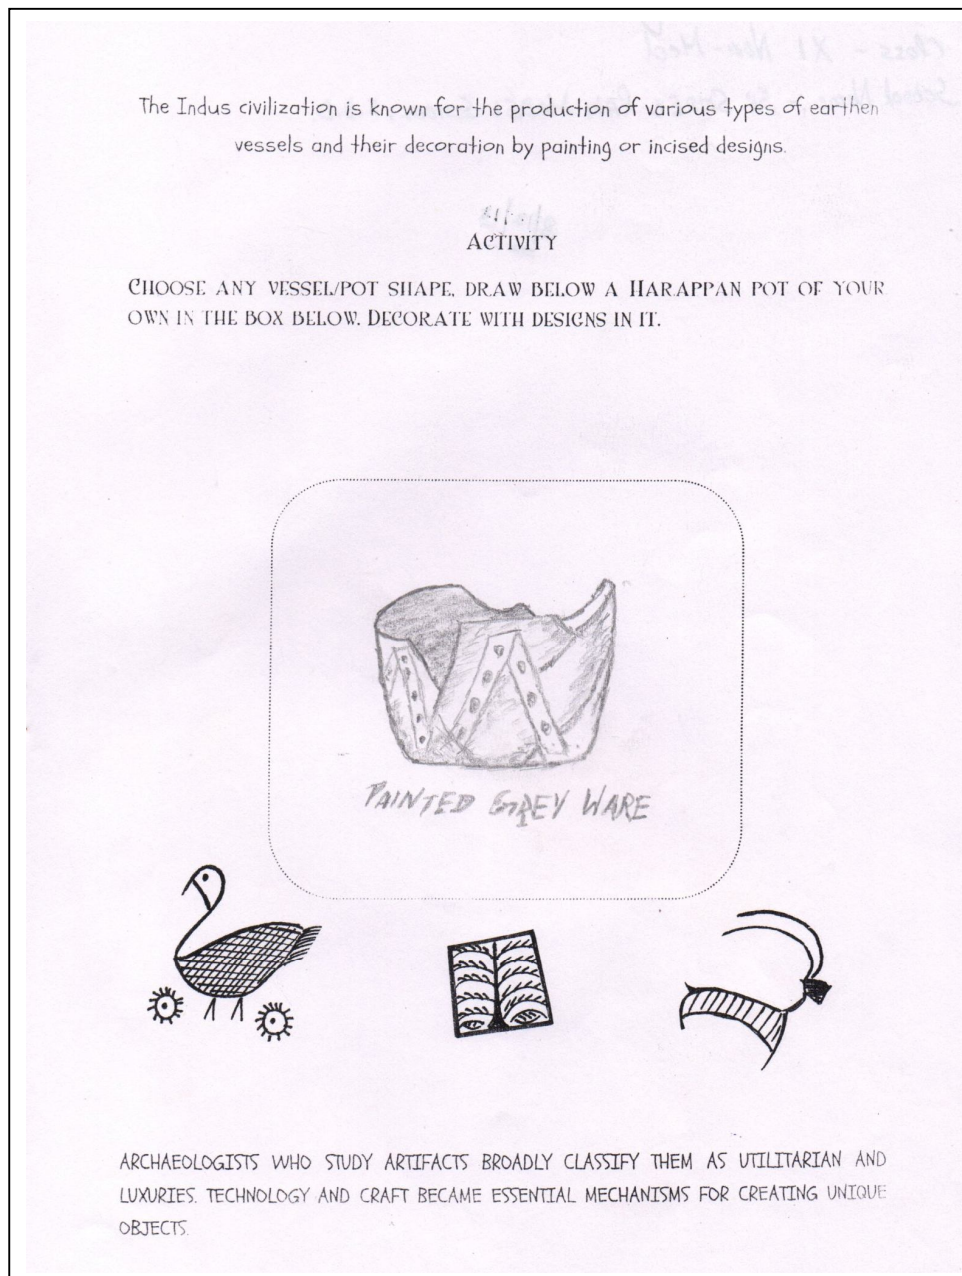 The Indus civilization is known for the production of various types of earthen
vessels and their decoration by painting or incised designs.
ACTIVITY
CHOOSE ANY VESSEL/POT SHAPE, DRAW BELOW A HARAPPAN POT OF YOUR
OWN IN THE BOX BELOW. DECORATE WITH DESIGNS IN IT.
PAINTED GREY WARE
ARCHAEOLOGISTS WHO STUDY ARTIFACTS BROADLY CLASSIFY THEM AS UTILITARIAN AND
LUXURIES. TECHNOLOGY AND CRAFT BECAME ESSENTIAL MECHANISMS FOR CREATING UNIQUE
OBJECTS.